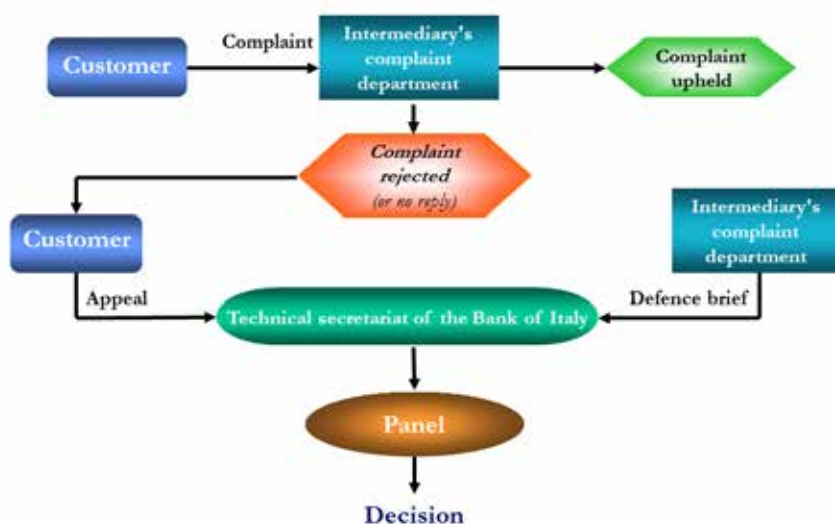 Customer
Complaint
Intermediary's
complaint
department
Complaint
upheld
Complaint
rejected
(or no reply)
Customer
Intermediary's
complaint
department
Appeal
Defence brief
Technical secretariat of the Bank of Italy
Panel
Decision